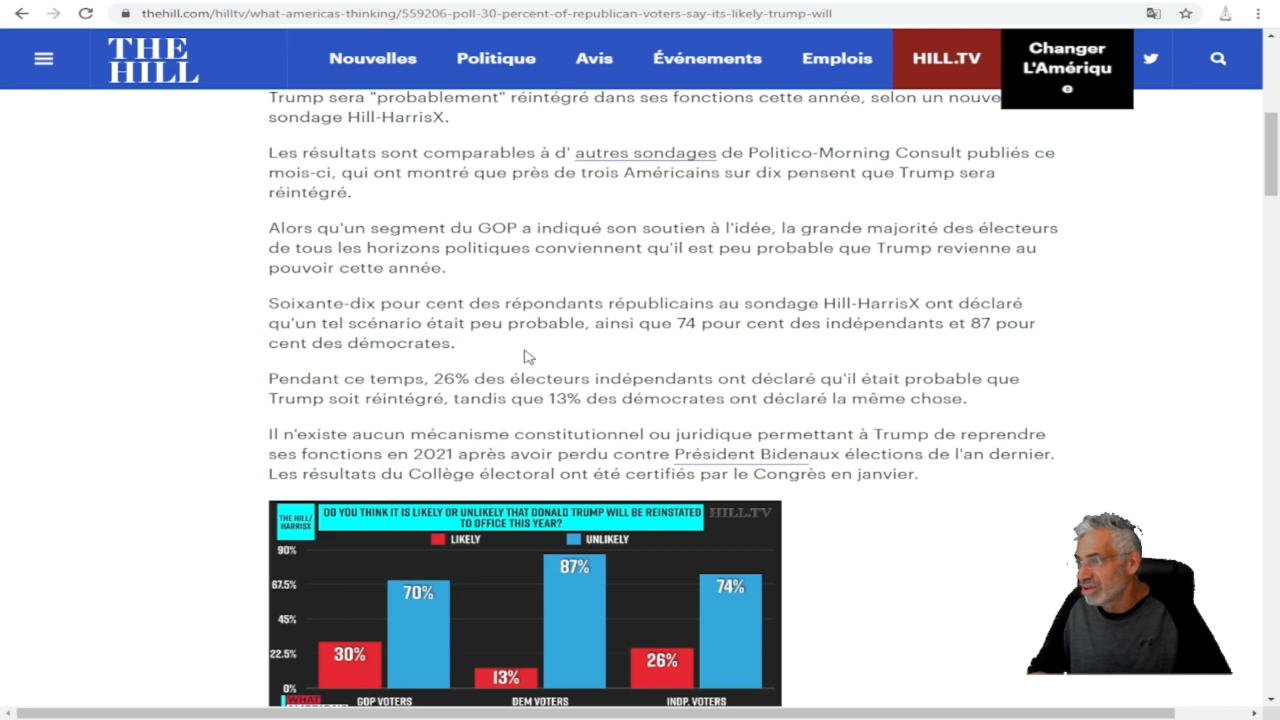 thehill.com/hilltv/what-americas-thinking/559206-poll-30-percent-of-republican-voters-say-its-likely-trump-will
THE
HILL
Nouvelles
Politique
Avis
Événements
Emplois
HILL.TV
Changer
L'Amériqu
e
Trump sera "probablement" réintégré dans ses fonctions cette année, selon un nouve
sondage Hill-HarrisX.
Les résultats sont comparables à d' autres sondages de Politico-Morning Consult publiés ce
mois-ci, qui ont montré que près de trois Américains sur dix pensent que Trump sera
réintégré.
Alors qu'un segment du GOP a indiqué son soutien à l'idée, la grande majorité des électeurs
de tous les horizons politiques conviennent qu'il est peu probable que Trump revienne au
pouvoir cette année.
Soixante-dix pour cent des répondants républicains au sondage Hill-HarrisX ont déclaré
qu'un tel scénario était peu probable, ainsi que 74 pour cent des indépendants et 87 pour
cent des démocrates.
Pendant ce temps, 26% des électeurs indépendants ont déclaré qu'il était probable que
Trump soit réintégré, tandis que 13% des démocrates ont déclaré la même chose.
Il n'existe aucun mécanisme constitutionnel ou juridique permettant à Trump de reprendre
ses fonctions en 2021 après avoir perdu contre Président Bidenaux élections de l'an dernier.
Les résultats du Collège électoral ont été certifiés par le Congrès en janvier.
THE HILL/
HARRISX
DO YOU THINK IT IS LIKELY OR UNLIKELY THAT DONALD TRUMP WILL BE REINSTATED
TO OFFICE THIS YEAR?
HILL.TV
LIKELY
UNLIKELY
90%
67.5%
45%
22.5%
0%
30%
70%
13%
87%
26%
74%
GOP VOTERS
DEM VOTERS
INDP. VOTERS
WHAT